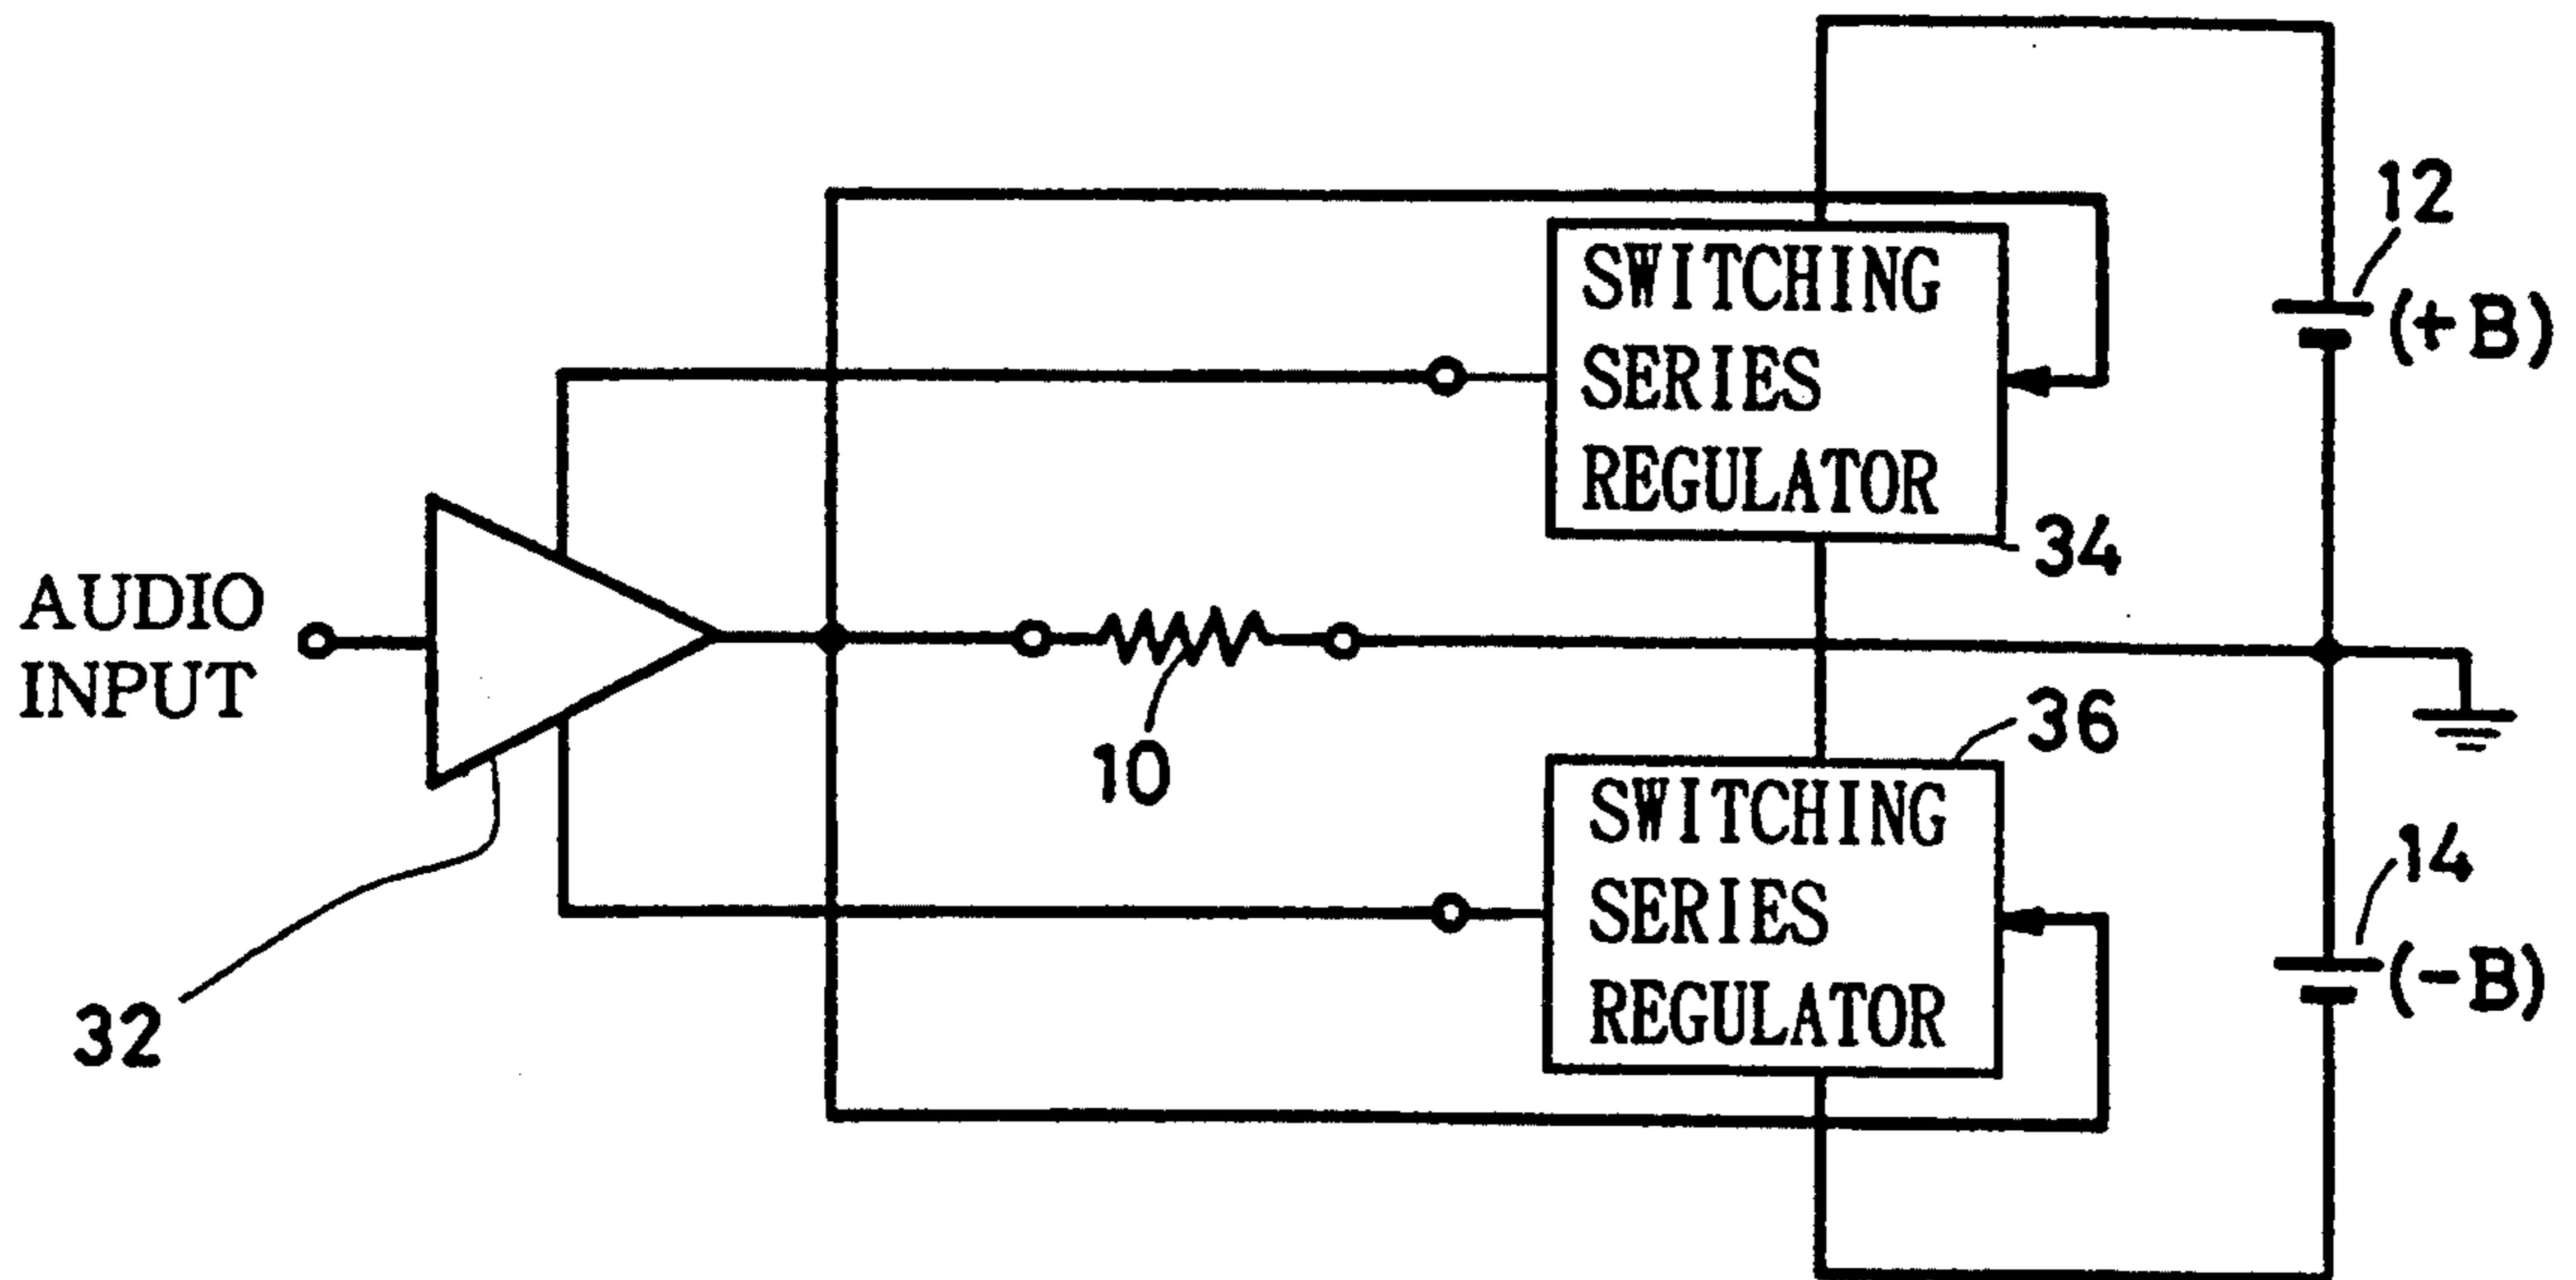 12
(+B)
SWITCHING
SERIES
REGULATOR
34
AUDIO
INPUT
10
36
SWITCHING
SERIES
REGULATOR
14
(-B)
32